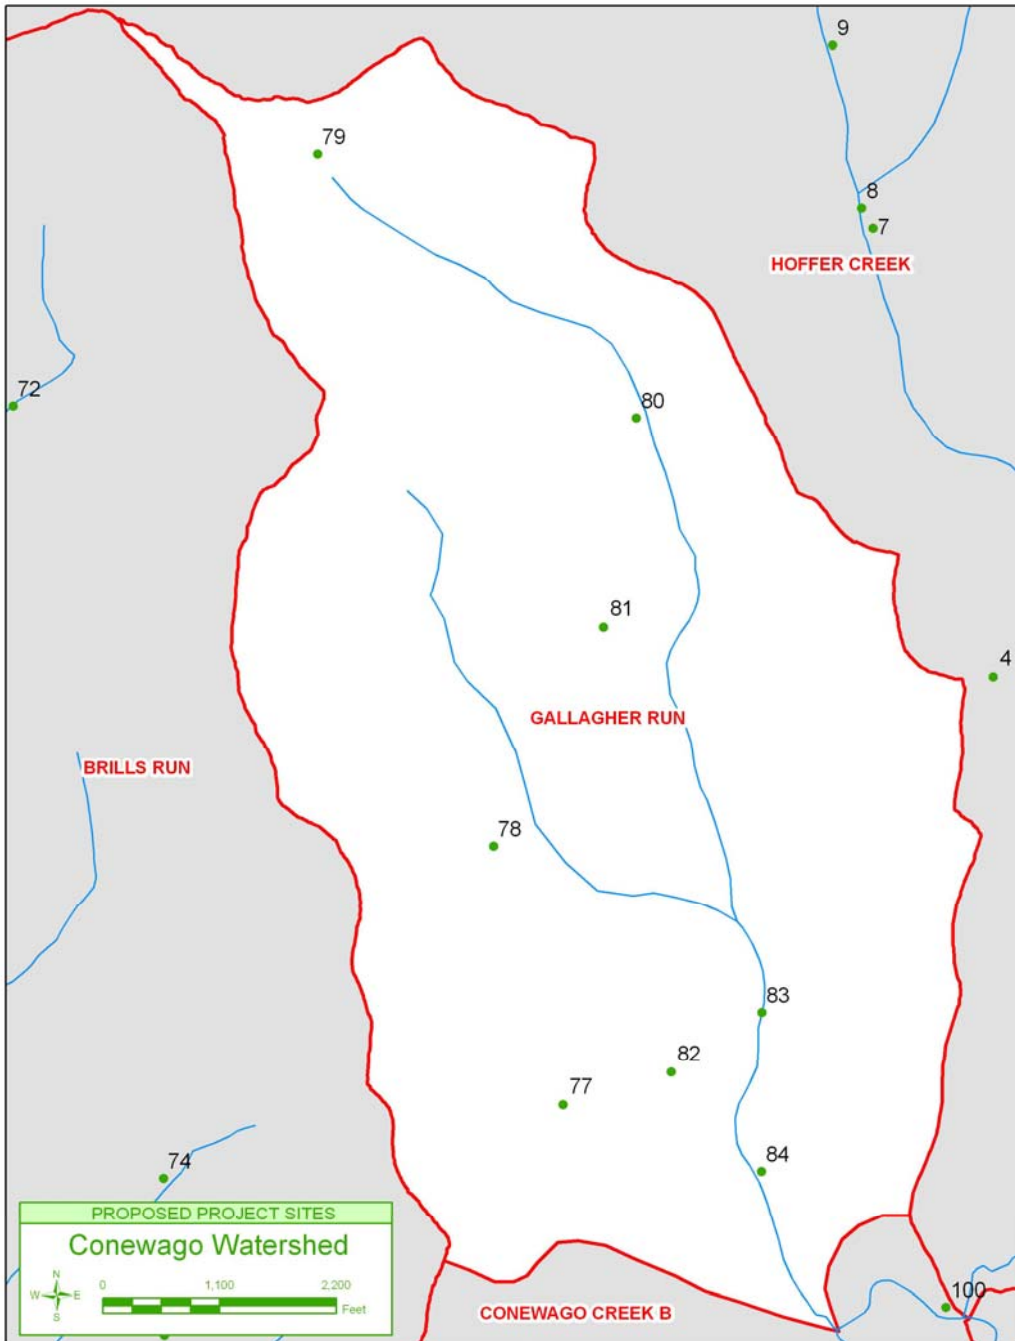 9
79
8
7
HOFFER CREEK
72
80
81
4
GALLAGHER RUN
BRILLS RUN
78
83
82
77
74
84
PROPOSED PROJECT SITES
Conewago Watershed
N
W E
S
0 1,100 2,200
Feet
100
CONEWAGO CREEK B